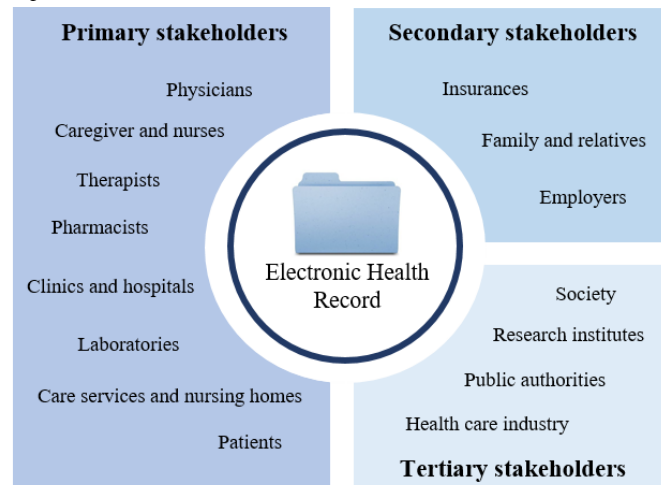 Primary stakeholders
Physicians
Caregiver and nurses
Therapists
Pharmacists
Clinics and hospitals
Laboratories
Care services and nursing homes
Patients
Secondary stakeholders
Insurances
Family and relatives
Employers
Electronic Health
Record
Society
Research institutes
Public authorities
Health care industry
Tertiary stakeholders